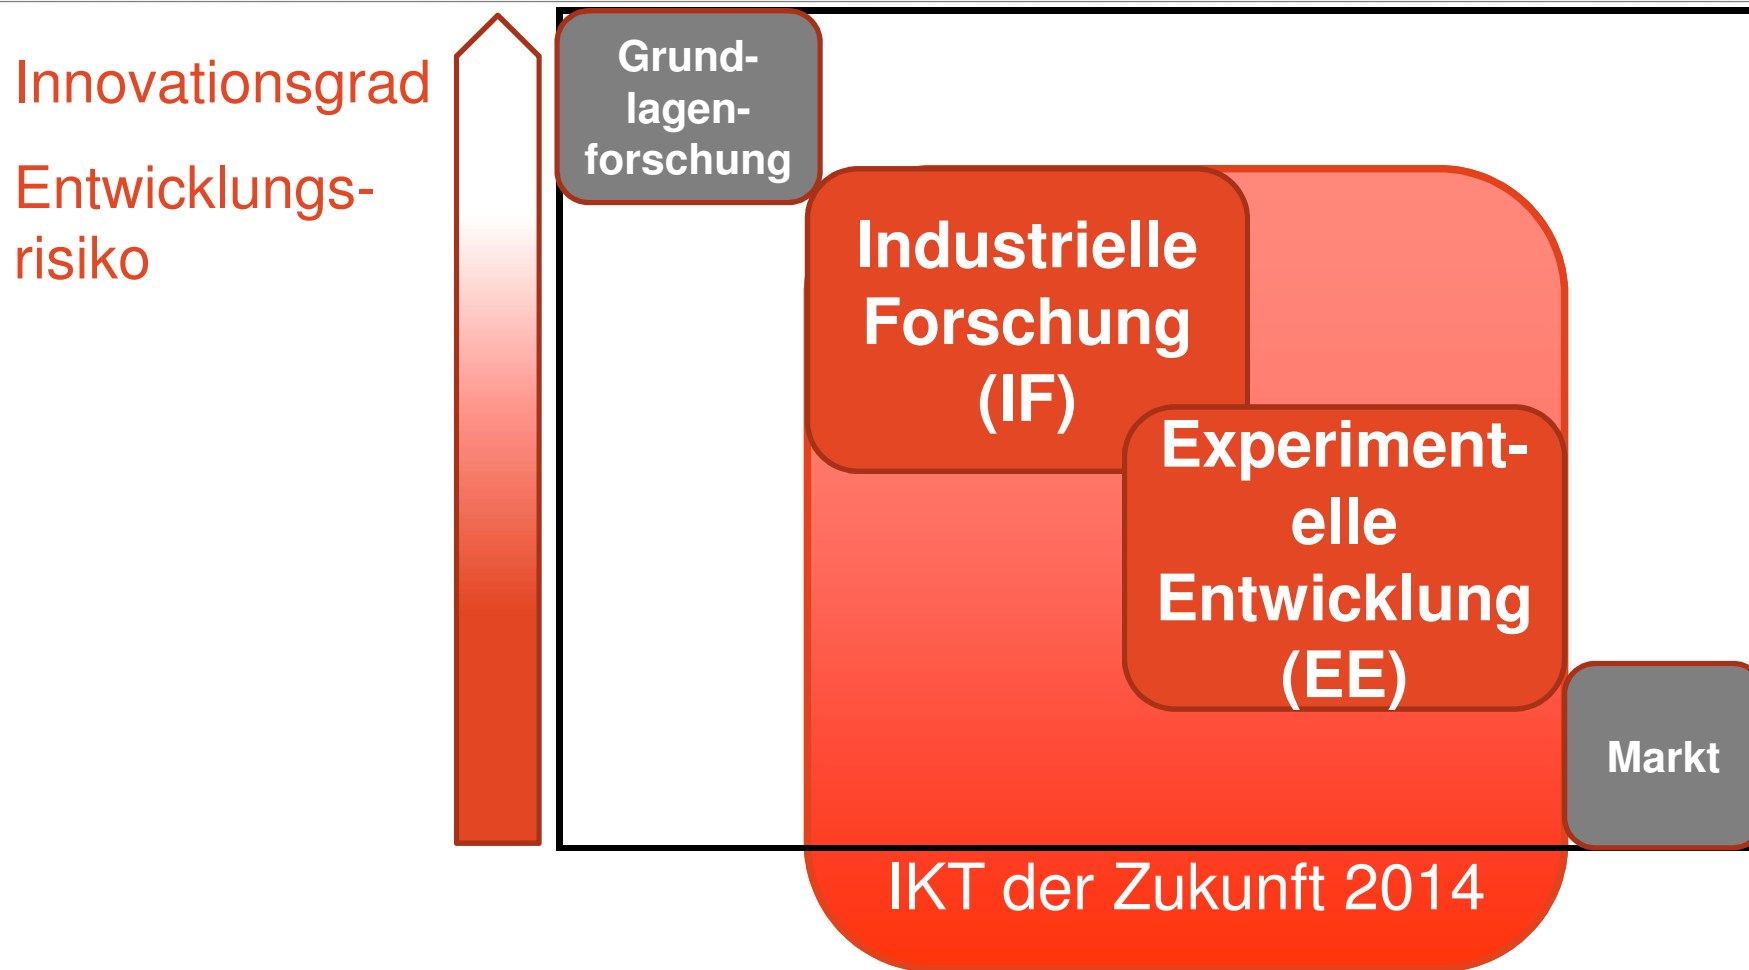 Innovationsgrad
Entwicklungs-
risiko
Grund-
lagen-
forschung
Industrielle
Forschung
(IF)
Experiment-
elle
Entwicklung
(EE)
Markt
IKT der Zukunft 2014